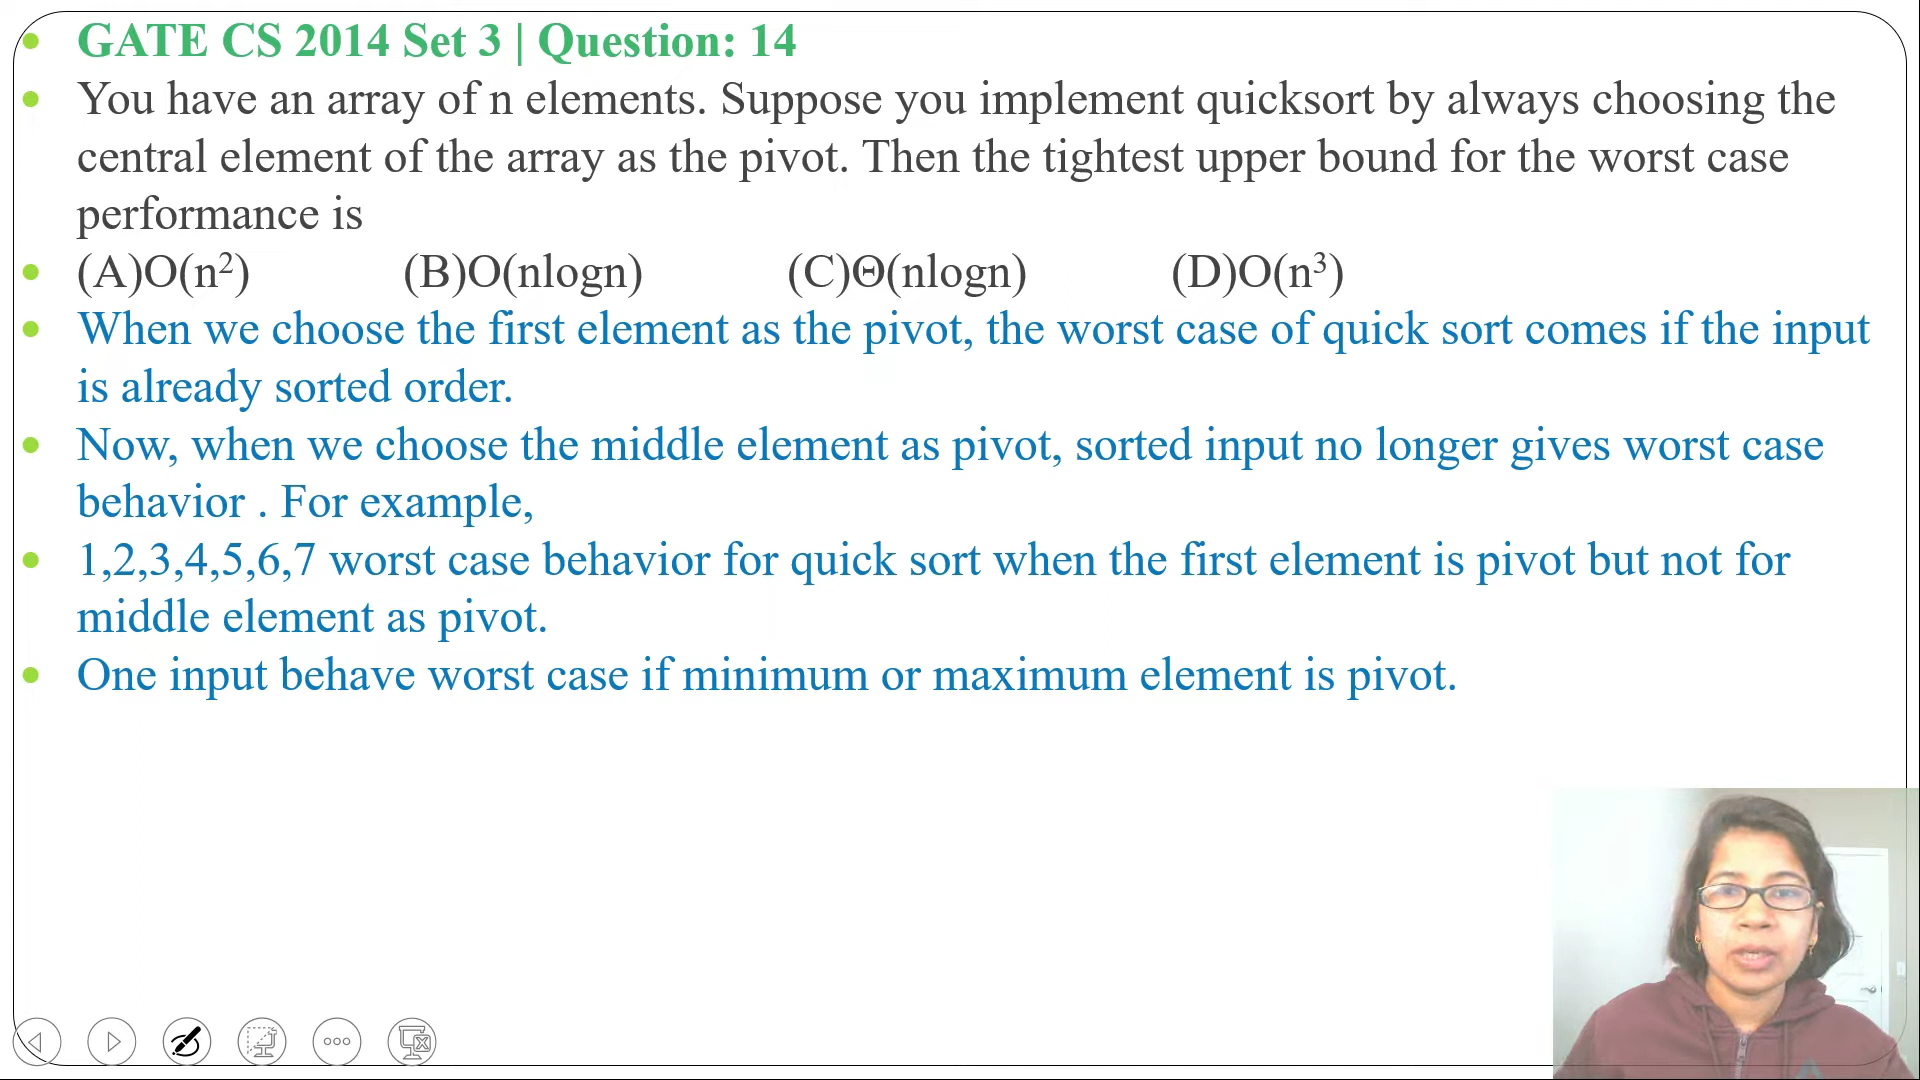 GATE CS 2014 Set 3 | Question: 14
You have an array of n elements. Suppose you implement quicksort by always choosing the
central element of the array as the pivot. Then the tightest upper bound for the worst case
performance is
(A)O(n²) (B)O(nlogn) (C)Θ(nlogn) (D)O(n³)
When we choose the first element as the pivot, the worst case of quick sort comes if the input
is already sorted order.
Now, when we choose the middle element as pivot, sorted input no longer gives worst case
behavior . For example,
1,2,3,4,5,6,7 worst case behavior for quick sort when the first element is pivot but not for
middle element as pivot.
One input behave worst case if minimum or maximum element is pivot.